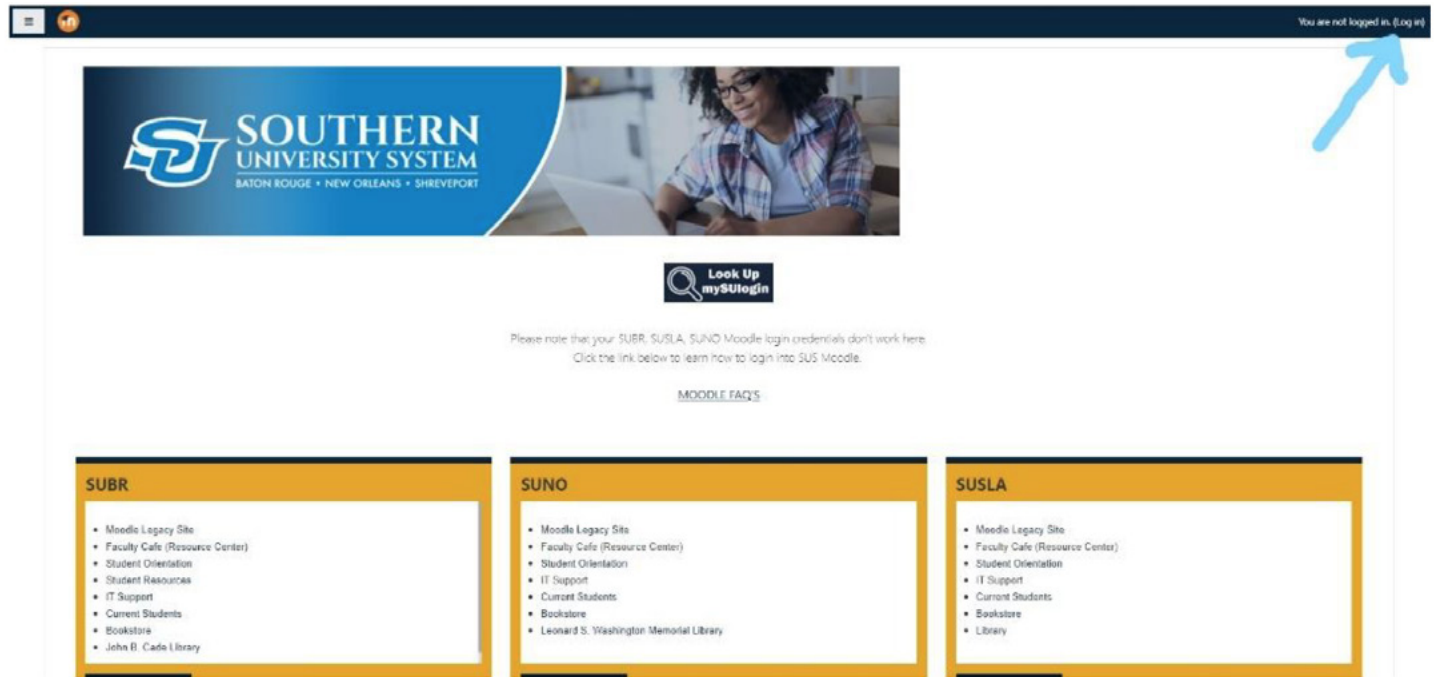 You are not logged in. (Log in)
SOUTHERN
UNIVERSITY SYSTEM
BATON ROUGE • NEW ORLEANS • SHREVEPORT
Look Up
mySUlogin
Please note that your SUBR, SUSLA, SUNO Moodle login credentials don't work here.
Click the link below to learn how to login into SUS Moodle.
MOODLE FAQ'S
SUBR
• Moodle Legacy Site
• Faculty Cafe (Resource Center)
• Student Orientation
• Student Resources
• IT Support
• Current Students
• Bookstore
• John B. Cade Library
SUNO
• Moodle Legacy Site
• Faculty Cafe (Resource Center)
• Student Orientation
• IT Support
• Current Students
• Bookstore
• Leonard S. Washington Memorial Library
SUSLA
• Moodle Legacy Site
• Faculty Cafe (Resource Center)
• Student Orientation
• IT Support
• Current Students
• Bookstore
• Library